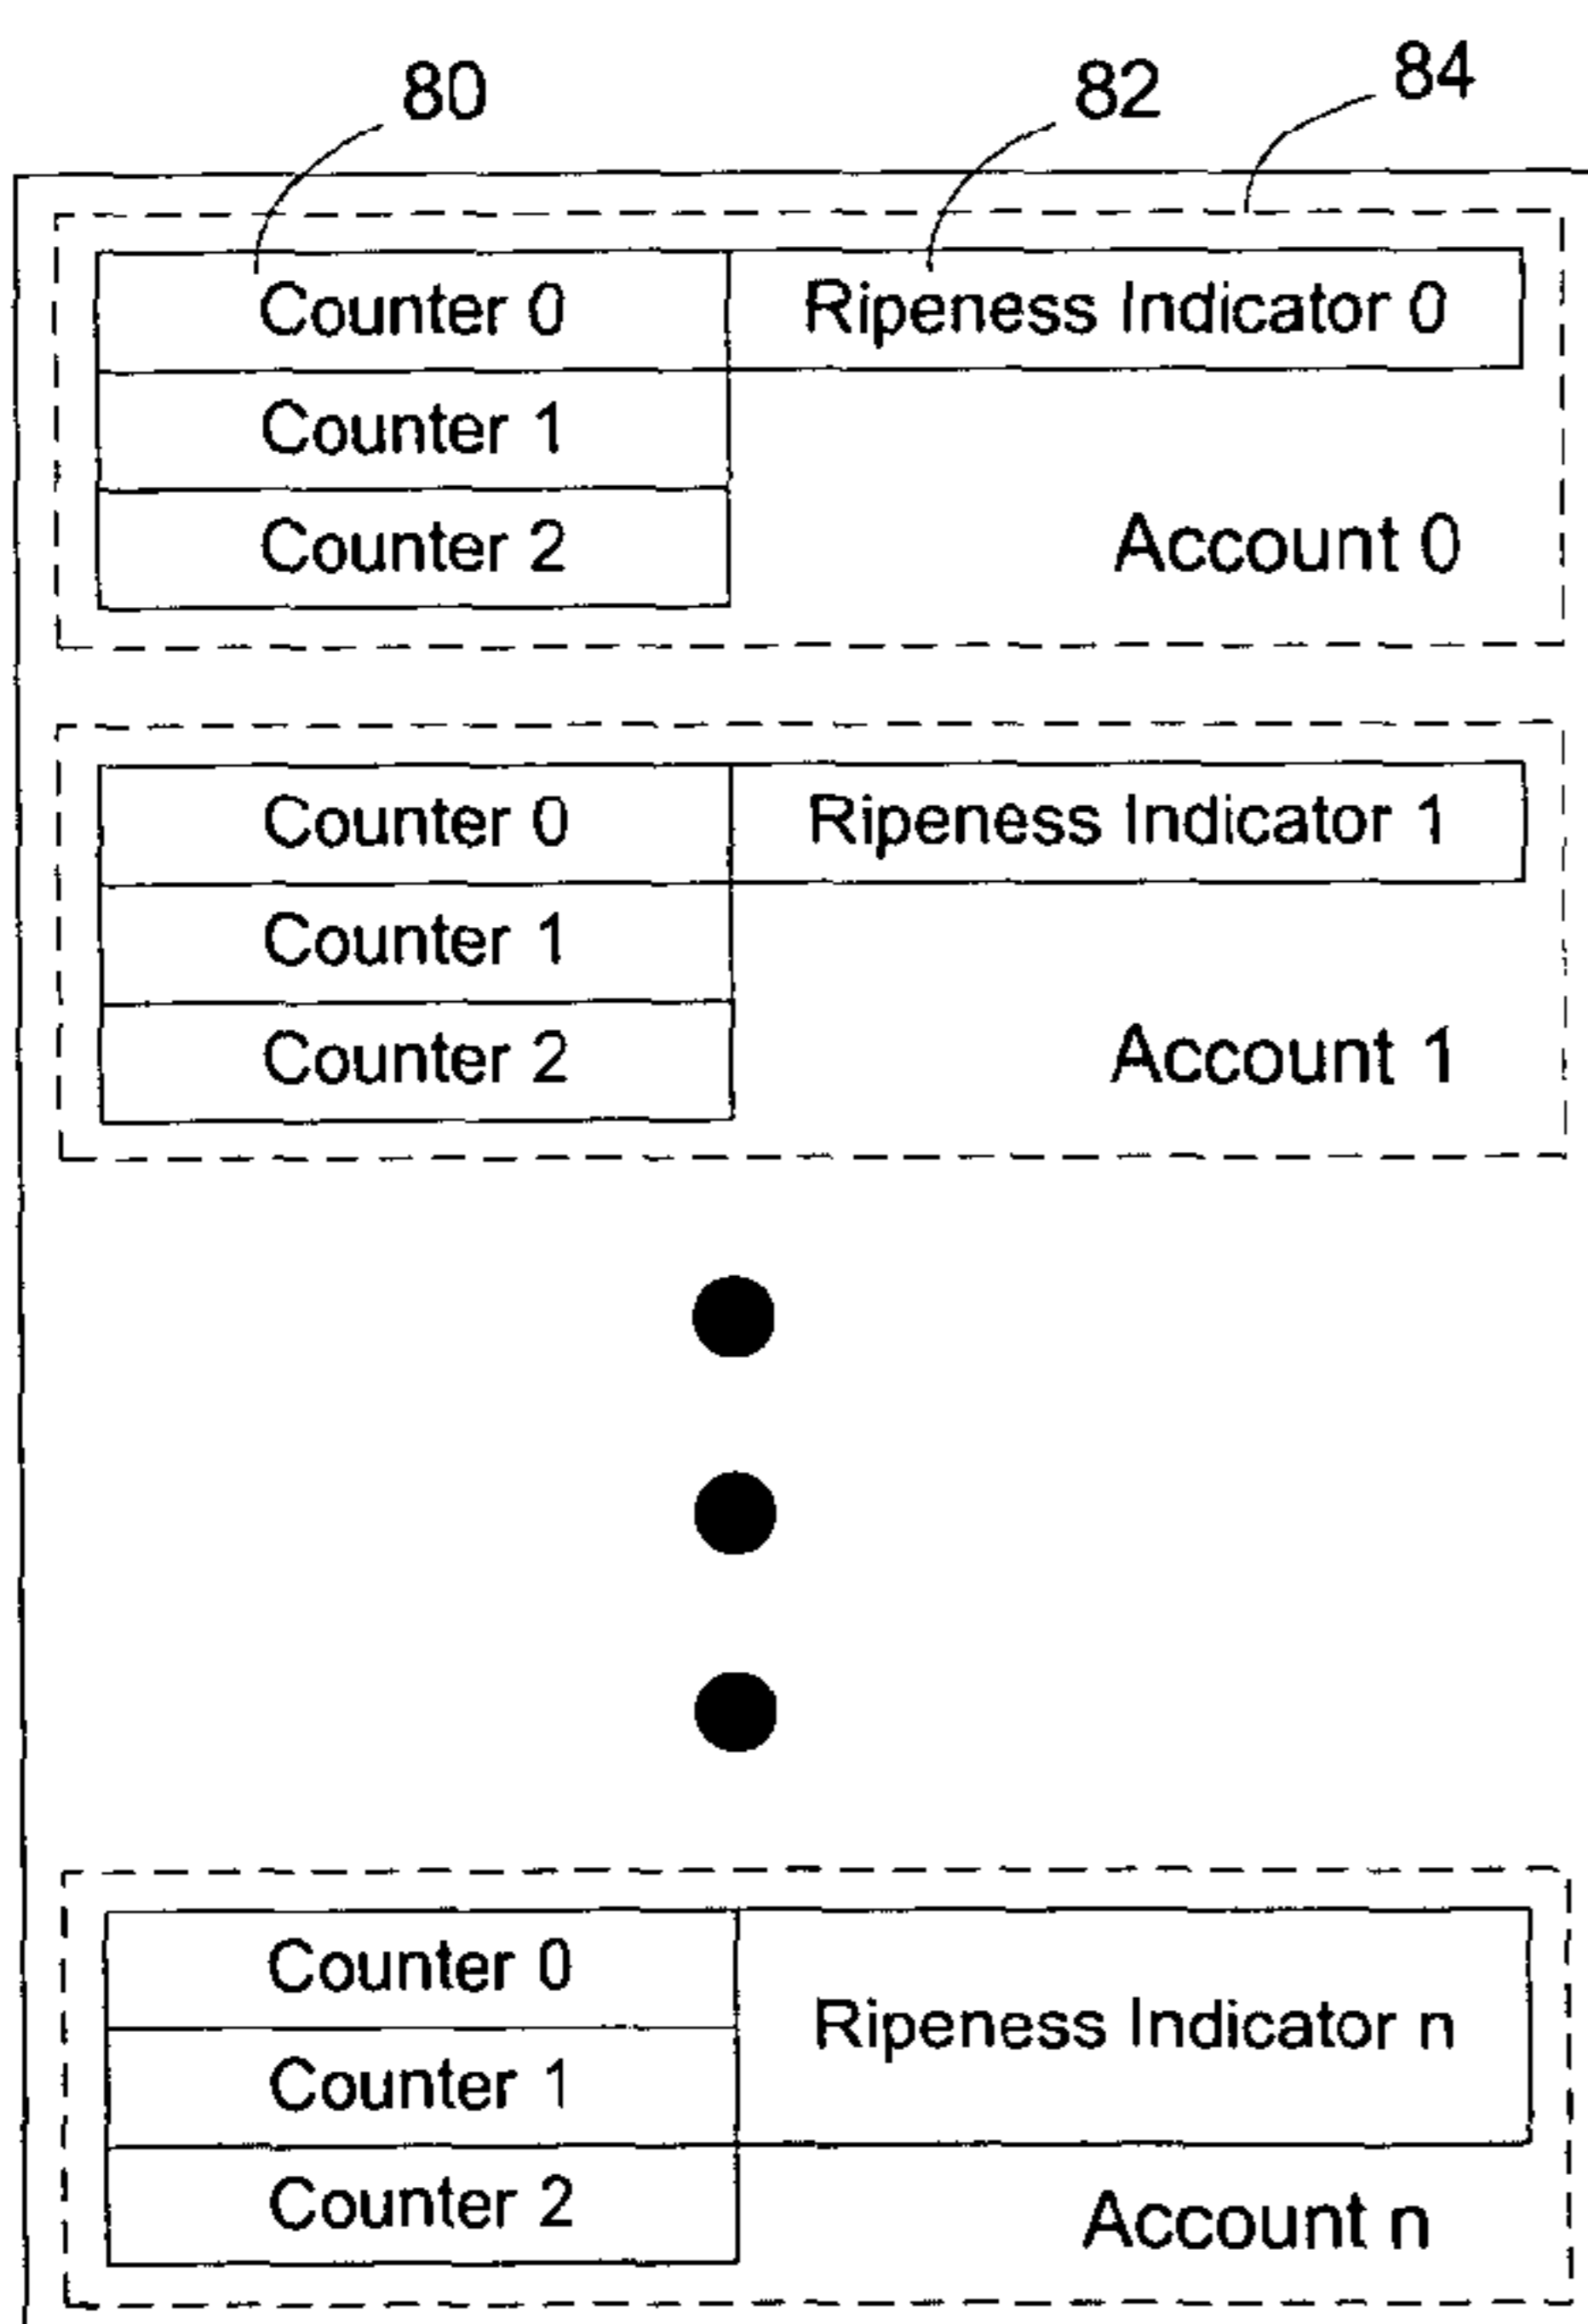 80 82 84
Counter 0 Ripeness Indicator 0
Counter 1
Counter 2 Account 0
Counter 0 Ripeness Indicator 1
Counter 1
Counter 2 Account 1
Counter 0
Ripeness Indicator n
Counter 1
Counter 2 Account n